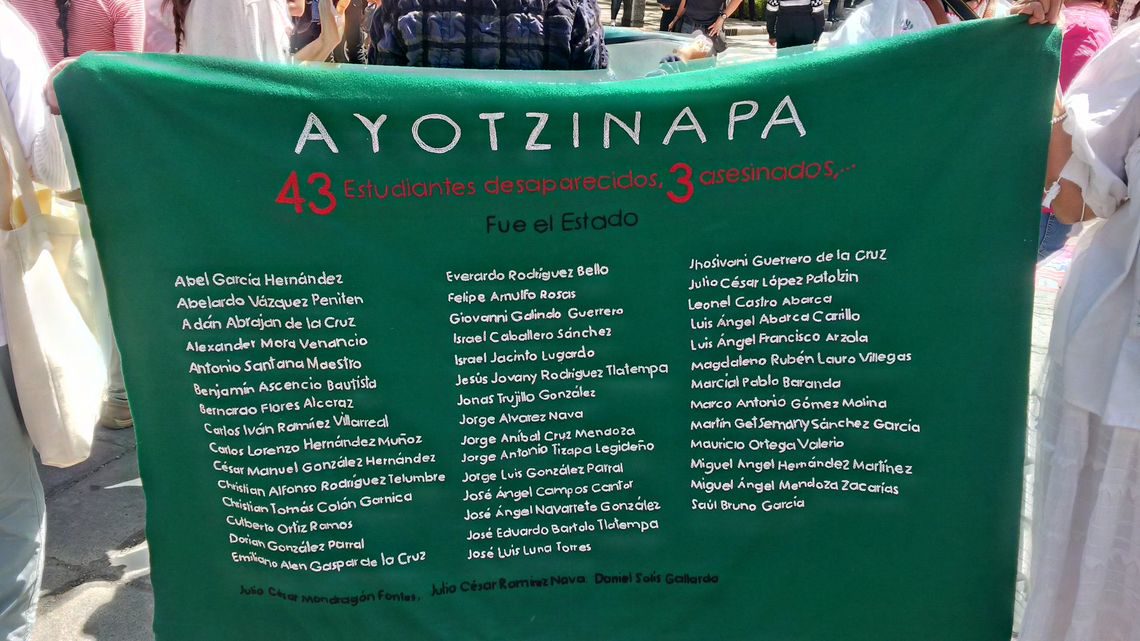 AYOTZINAPA
43 Estudiantes desaparecidos, 3 asesinados,...
Fue el Estado
Abel García Hernández
Abelardo Vázquez Peniten
Adán Abrajan de la Cruz
Alexander Mora Venancio
Antonio Santana Maestro
Benjamín Ascencio Bautista
Bernardo Flores Alcaraz
Carlos Iván Ramírez Villarreal
Carlos Lorenzo Hernández Muñoz
César Manuel González Hernández
Christian Alfonso Rodríguez Telumbre
Christian Tomás Colón Garnica
Cutberto Ortiz Ramos
Dorian González Parral
Emiliano Alen Gaspar de la Cruz
Everardo Rodríguez Bello
Felipe Arnulfo Rosas
Giovanni Galindo Guerrero
Israel Caballero Sánchez
Israel Jacinto Lugardo
Jesús Jovany Rodríguez Tlatempa
Jonas Trujillo González
Jorge Alvarez Nava
Jorge Aníbal Cruz Mendoza
Jorge Antonio Tizapa Legideño
Jorge Luis González Parral
José Ángel Campos Cantor
José Ángel Navarrete González
José Eduardo Bartolo Tlatempa
José Luis Luna Torres
Jhosivani Guerrero de la Cruz
Julio César López Patolzin
Leonel Castro Abarca
Luis Ángel Abarca Carrillo
Luis Ángel Francisco Arzola
Magdaleno Rubén Lauro Villegas
Marcial Pablo Baranda
Marco Antonio Gómez Molina
Martín Getsemany Sánchez García
Mauricio Ortega Valerio
Miguel Angel Hernández Martínez
Miguel Ángel Mendoza Zacarías
Saúl Bruno García
Julio César Mondragón Fontes, Julio César Ramírez Nava. Daniel Solís Gallardo